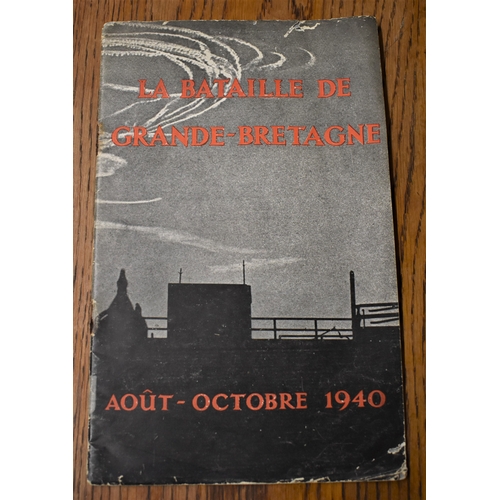 LA BATAILLE DE
GRANDE-BRETAGNE
AOÛT-OCTOBRE 1940